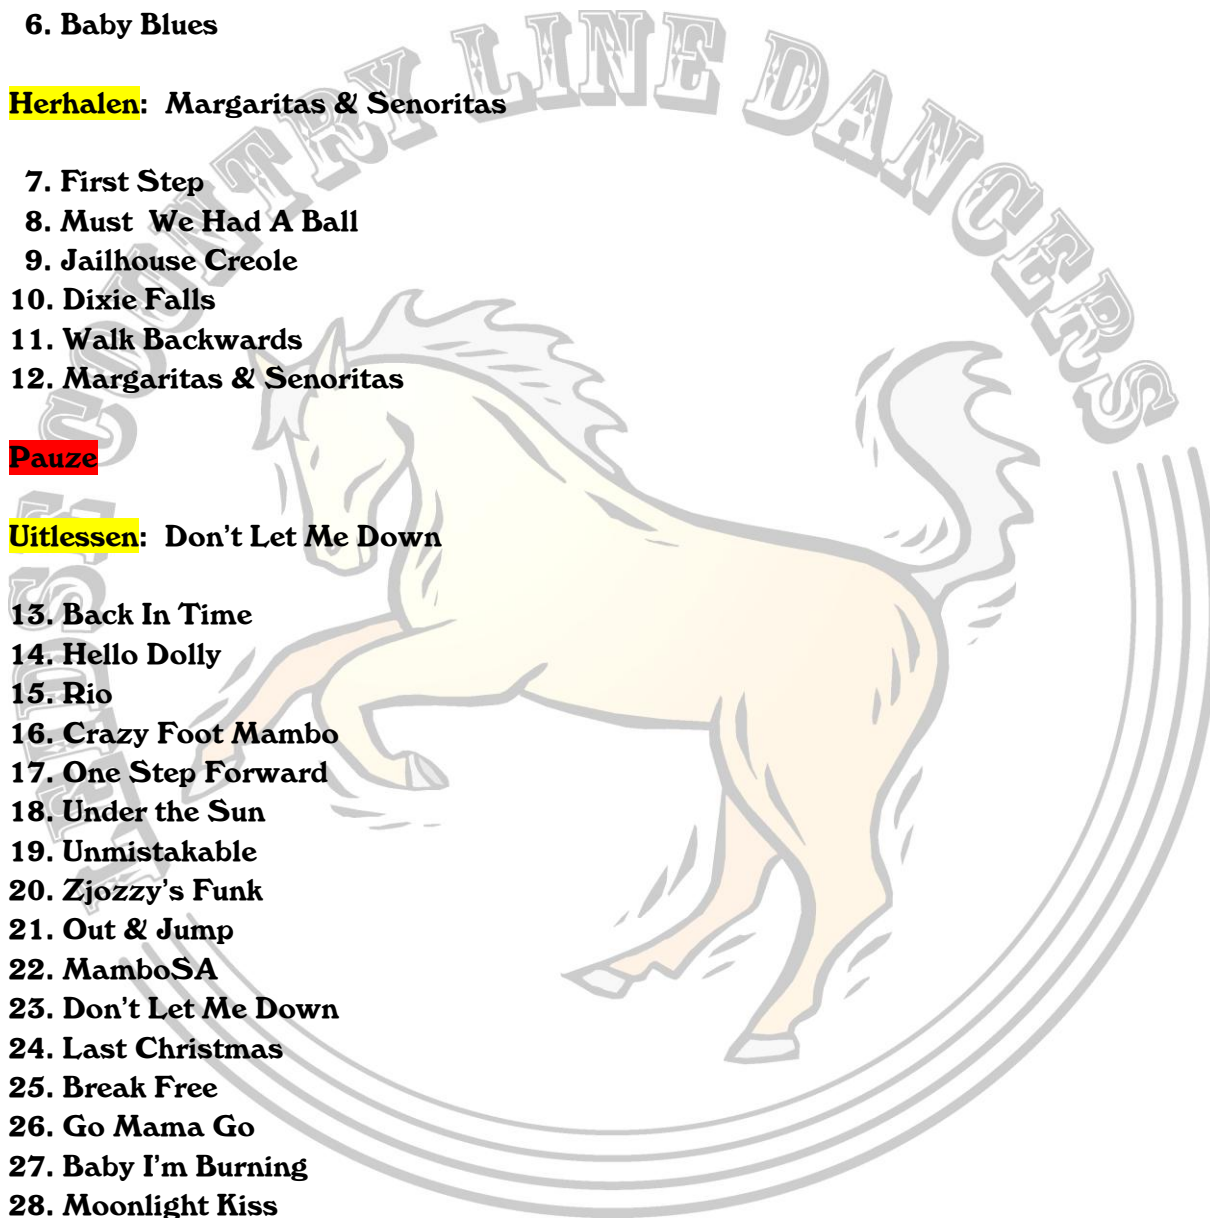 6. Baby Blues
Herhalen: Margaritas & Senoritas
7. First Step
8. Must We Had A Ball
9. Jailhouse Creole
10. Dixie Falls
11. Walk Backwards
12. Margaritas & Senoritas
Pauze
Uitlessen: Don't Let Me Down
13. Back In Time
14. Hello Dolly
15. Rio
16. Crazy Foot Mambo
17. One Step Forward
18. Under the Sun
19. Unmistakable
20. Zjozzy's Funk
21. Out & Jump
22. MamboSA
23. Don't Let Me Down
24. Last Christmas
25. Break Free
26. Go Mama Go
27. Baby I'm Burning
28. Moonlight Kiss
COUNTRY LINE DANCERS